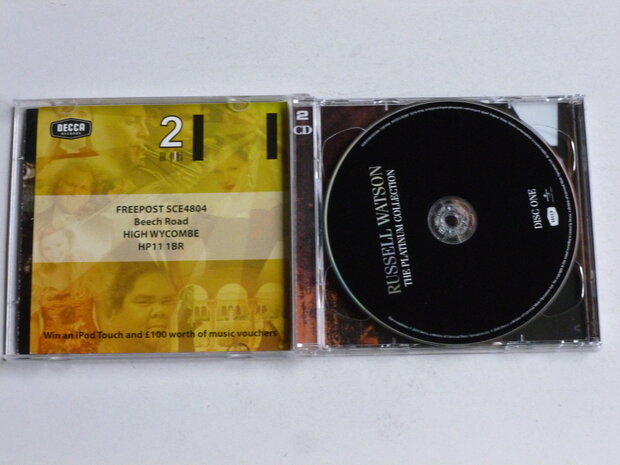 DECCA
RECORDS
2
FREEPOST SCE4804
Beech Road
HIGH WYCOMBE
HP11 1BR
Win an iPod Touch and £100 worth of music vouchers
2
CD
RUSSELL WATSON
THE PLATINUM COLLECTION
DISC ONE